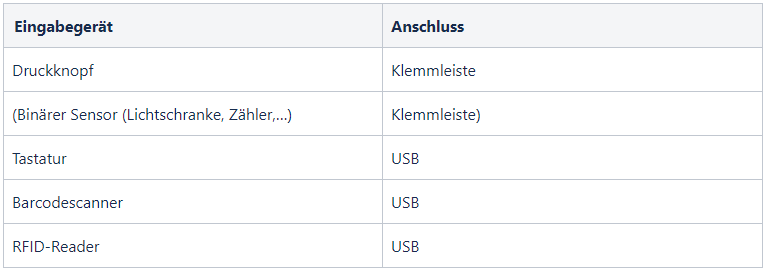 Eingabegerät Anschluss
Druckknopf Klemmleiste
(Binärer Sensor (Lichtschranke, Zähler,...) Klemmleiste)
Tastatur USB
Barcodescanner USB
RFID-Reader USB